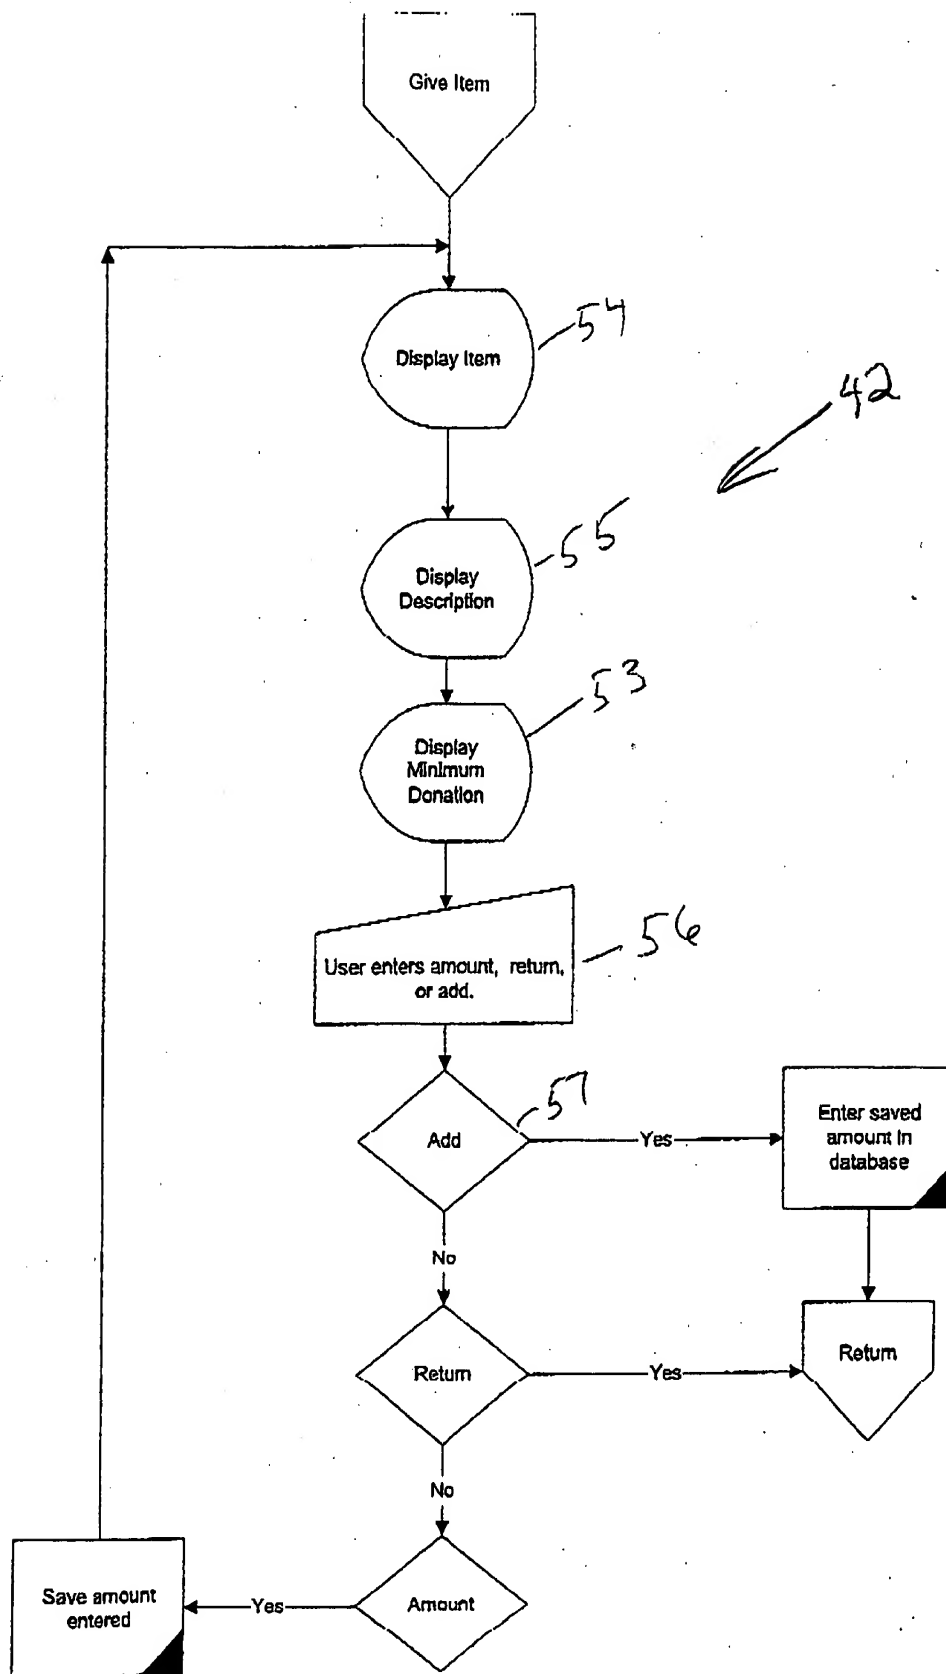 Give Item
Display Item
54
42
Display
Description
55
Display
Minimum
Donation
53
User enters amount, return,
or add.
56
Add
57
Yes
Enter saved
amount in
database
No
Return
Yes
Return
No
Amount
Yes
Save amount
entered